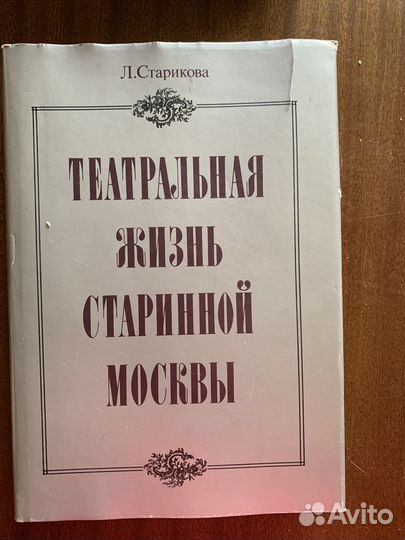 Л.Старикова
ТЕАТРАЛЬНАЯ
ЖИЗНЬ
СТАРИННОЙ
МОСКВЫ
Avito